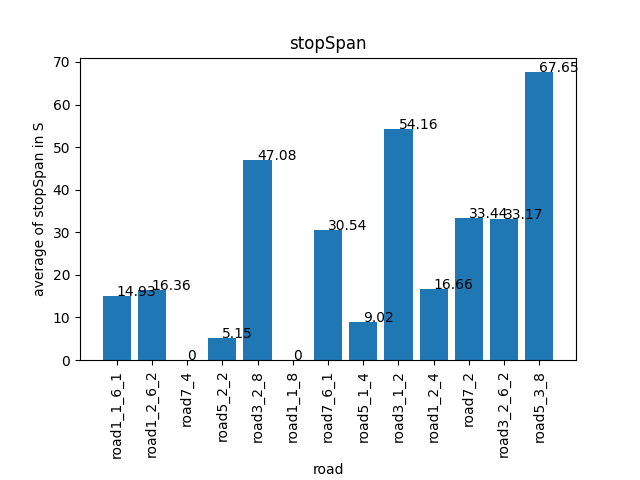 stopSpan
average of stopSpan in S
70
60
50
40
30
20
10
0
14.93
16.36
0
5.15
47.08
0
30.54
9.02
54.16
16.66
33.44
33.17
67.65
road1_1_6_1
road1_2_6_2
road7_4
road5_2_2
road3_2_8
road1_1_8
road7_6_1
road5_1_4
road3_1_2
road1_2_4
road7_2
road3_2_6_2
road5_3_8
road